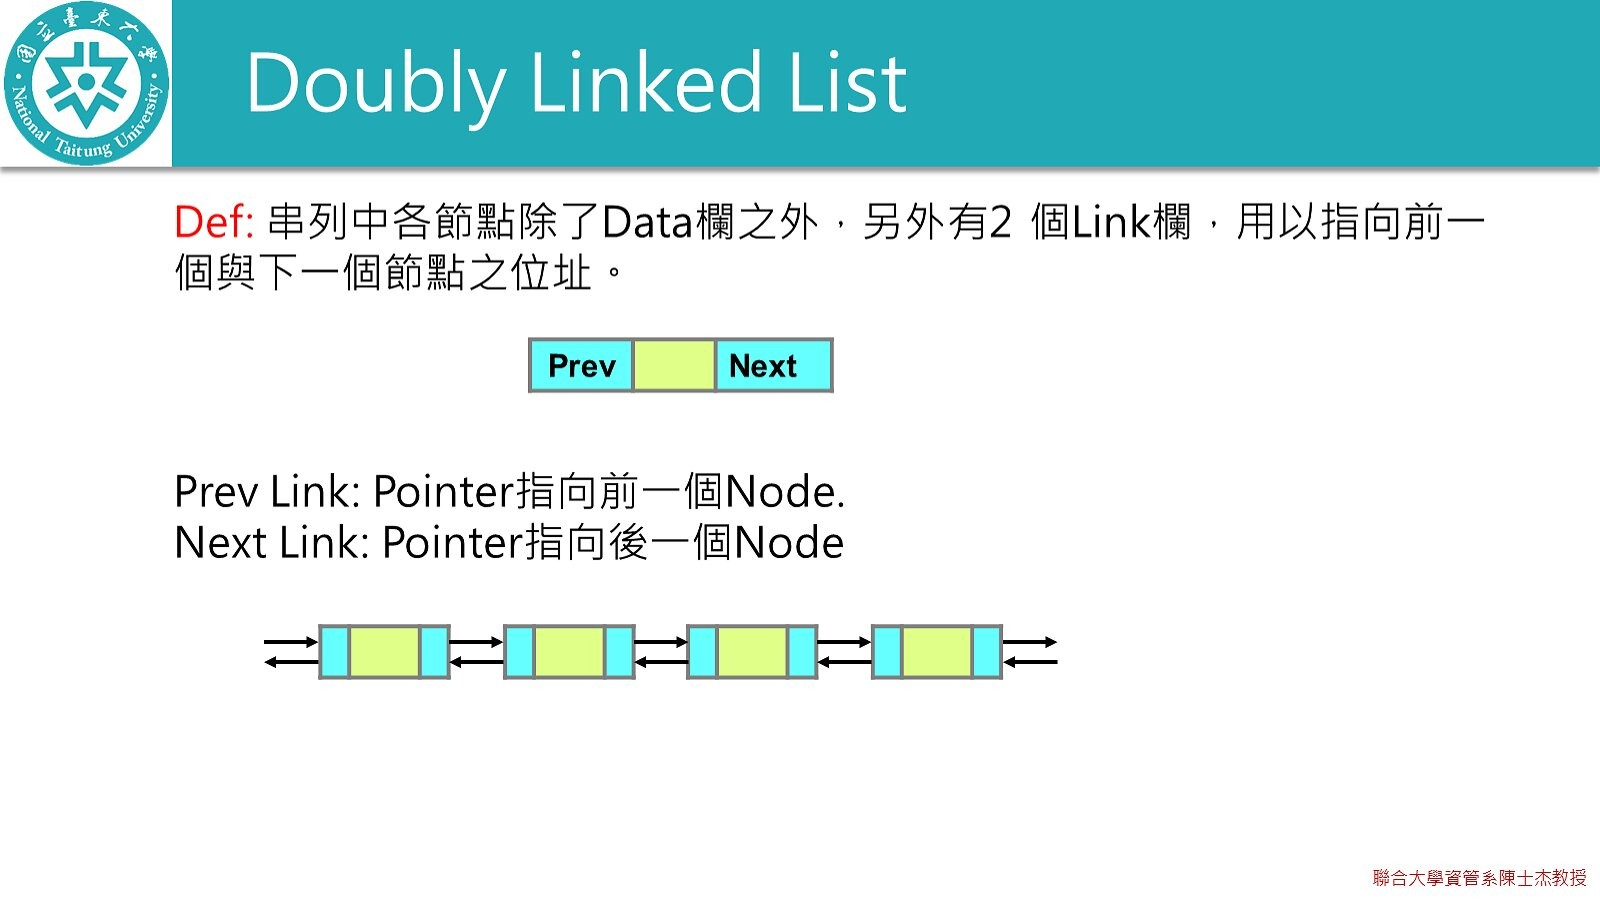 國立臺東大學
National Taitung University
Doubly Linked List
Def: 串列中各節點除了Data欄之外，另外有2 個Link欄，用以指向前一
個與下一個節點之位址。
Prev Next
Prev Link: Pointer指向前一個Node.
Next Link: Pointer指向後一個Node
聯合大學資管系陳士杰教授